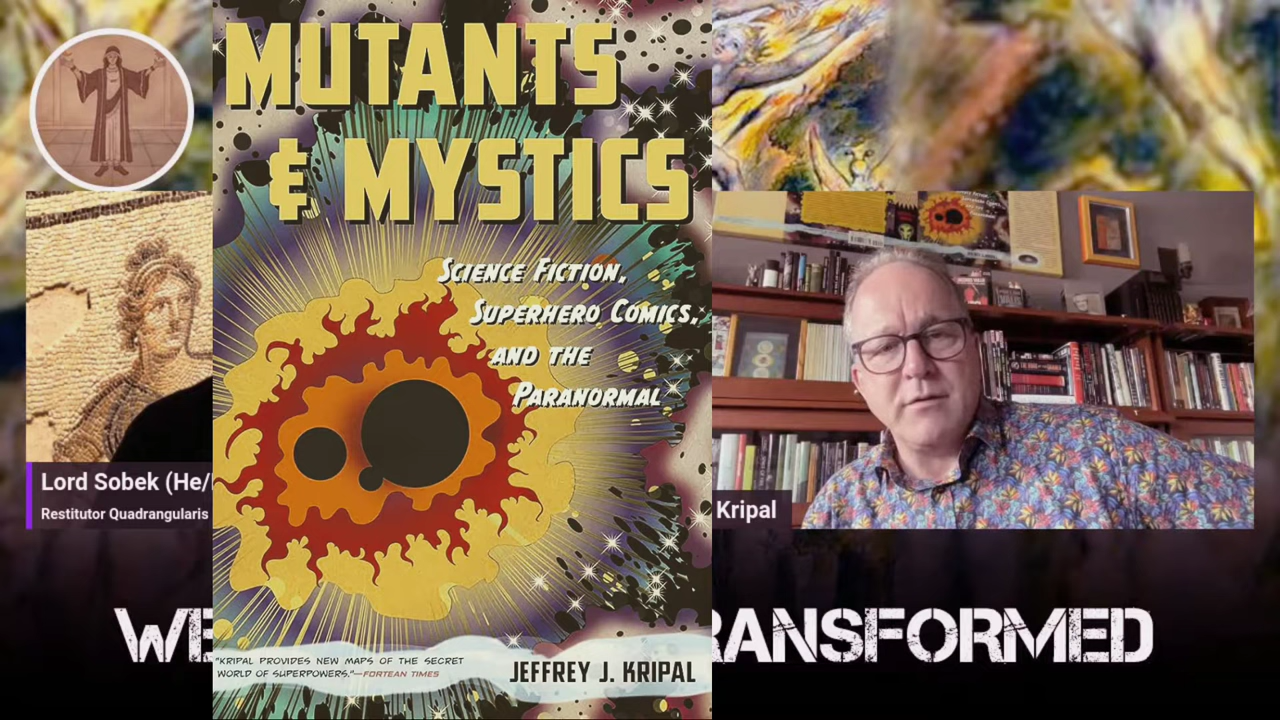 MUTANTS
& MYSTICS
SCIENCE FICTION,
SUPERHERO COMICS,
AND THE
PARANORMAL
Lord Sobek (He/
Restitutor Quadrangularis
Kripal
WE
RANSFORMED
"KRIPAL PROVIDES NEW MAPS OF THE SECRET
WORLD OF SUPERPOWERS."—FORTEAN TIMES
JEFFREY J. KRIPAL